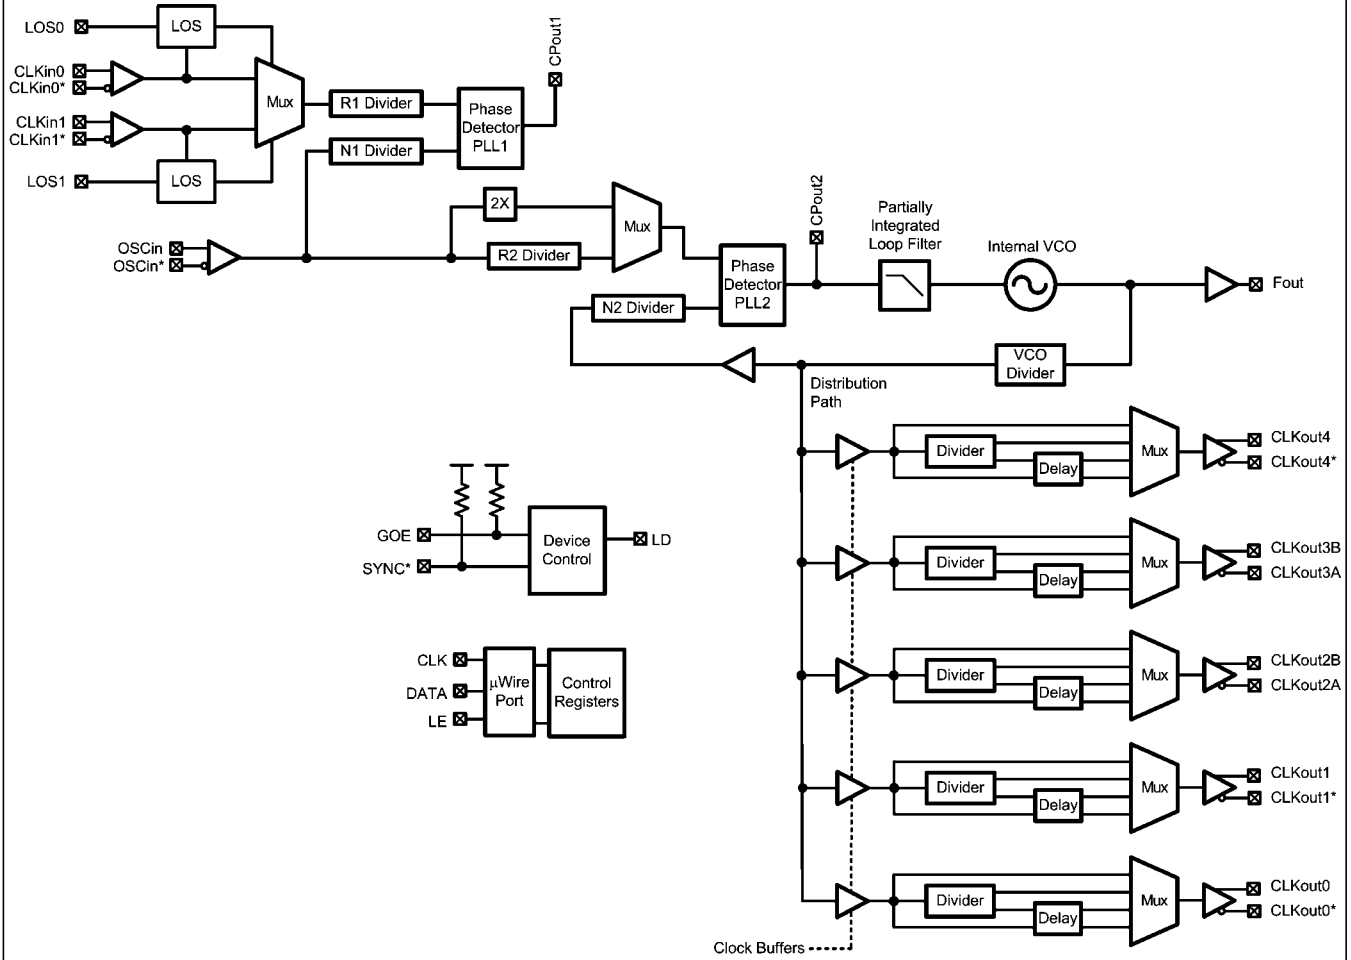 LOS0
LOS
CLKin0
CLKin0*
Mux
CLKin1
CLKin1*
LOS1
LOS
R1 Divider
N1 Divider
Phase
Detector
PLL1
CPout1
OSCin
OSCin*
2X
R2 Divider
Mux
N2 Divider
Phase
Detector
PLL2
CPout2
Partially
Integrated
Loop Filter
Internal VCO
Fout
VCO
Divider
Distribution
Path
Divider
Delay
Mux
CLKout4
CLKout4*
GOE
SYNC*
Device
Control
LD
Divider
Delay
Mux
CLKout3B
CLKout3A
CLK
DATA
LE
µWire
Port
Control
Registers
Divider
Delay
Mux
CLKout2B
CLKout2A
Divider
Delay
Mux
CLKout1
CLKout1*
Divider
Delay
Mux
CLKout0
CLKout0*
Clock Buffers